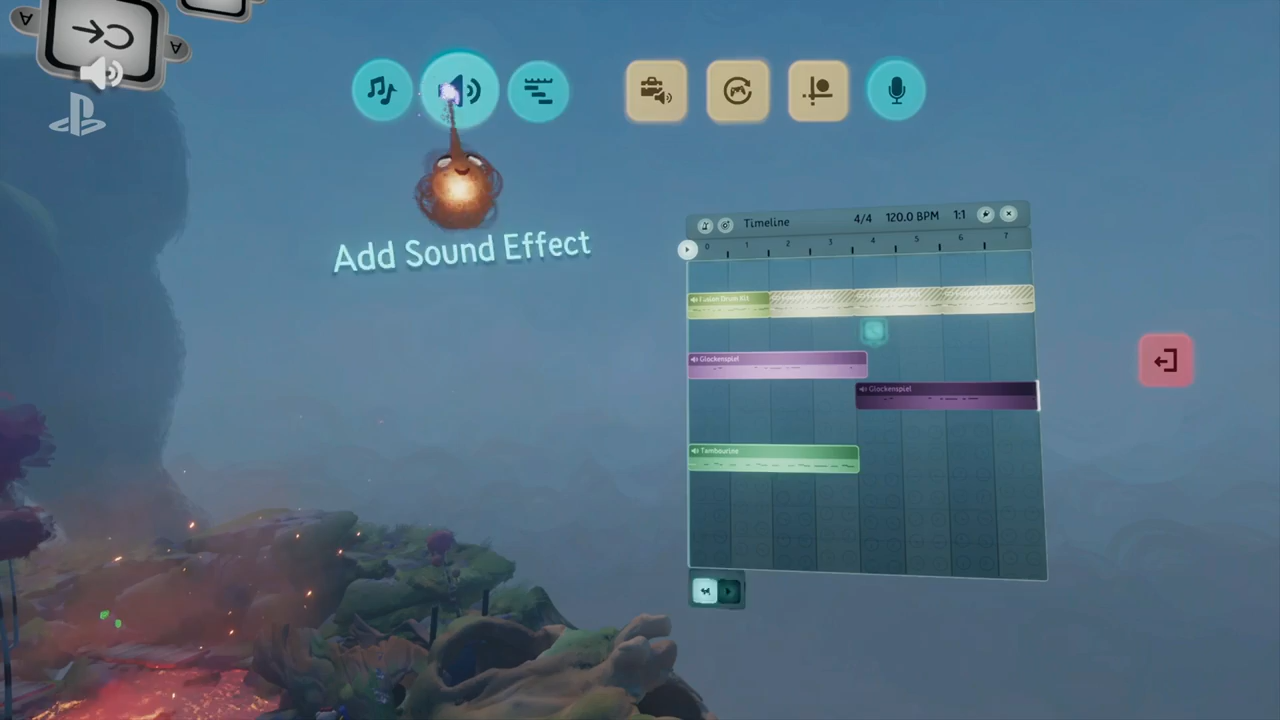 Add Sound Effect
Timeline 4/4 120.0 BPM 1:1
0 1 2 3 4 5 6 7
Fusion Drum Kit
Glockenspiel
Glockenspiel
Tambourine